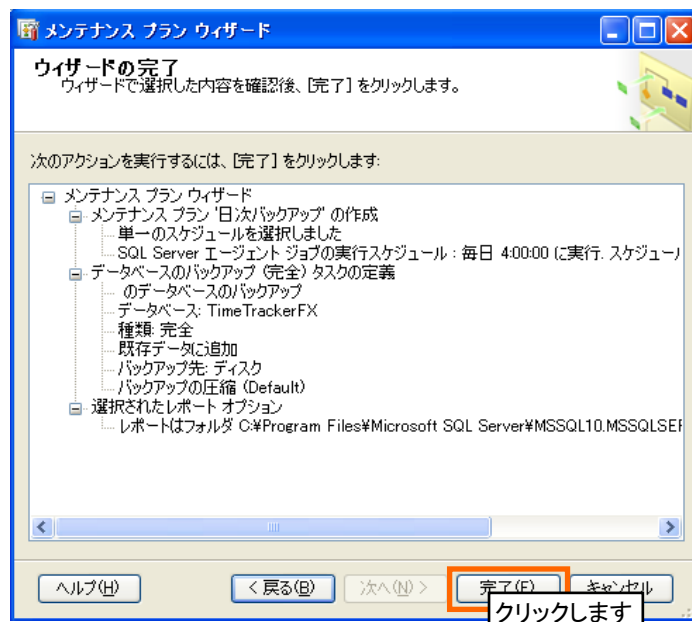 メンテナンス プラン ウィザード
ウィザードの完了
ウィザードで選択した内容を確認後、[完了] をクリックします。
次のアクションを実行するには、[完了] をクリックします:
メンテナンス プラン ウィザード
メンテナンス プラン '日次バックアップ' の作成
単一のスケジュールを選択しました
SQL Server エージェント ジョブの実行スケジュール : 毎日 4:00:00 に実行. スケジュー
データベースのバックアップ (完全) タスクの定義
のデータベースのバックアップ
データベース: TimeTrackerFX
種類: 完全
既存データに追加
バックアップ先: ディスク
バックアップの圧縮 (Default)
選択されたレポート オプション
レポートはフォルダ C:¥Program Files¥Microsoft SQL Server¥MSSQL10.MSSQLSE
ヘルプ(H)
< 戻る(B)
次へ(N) >
完了(F)
キャンセル
クリックします